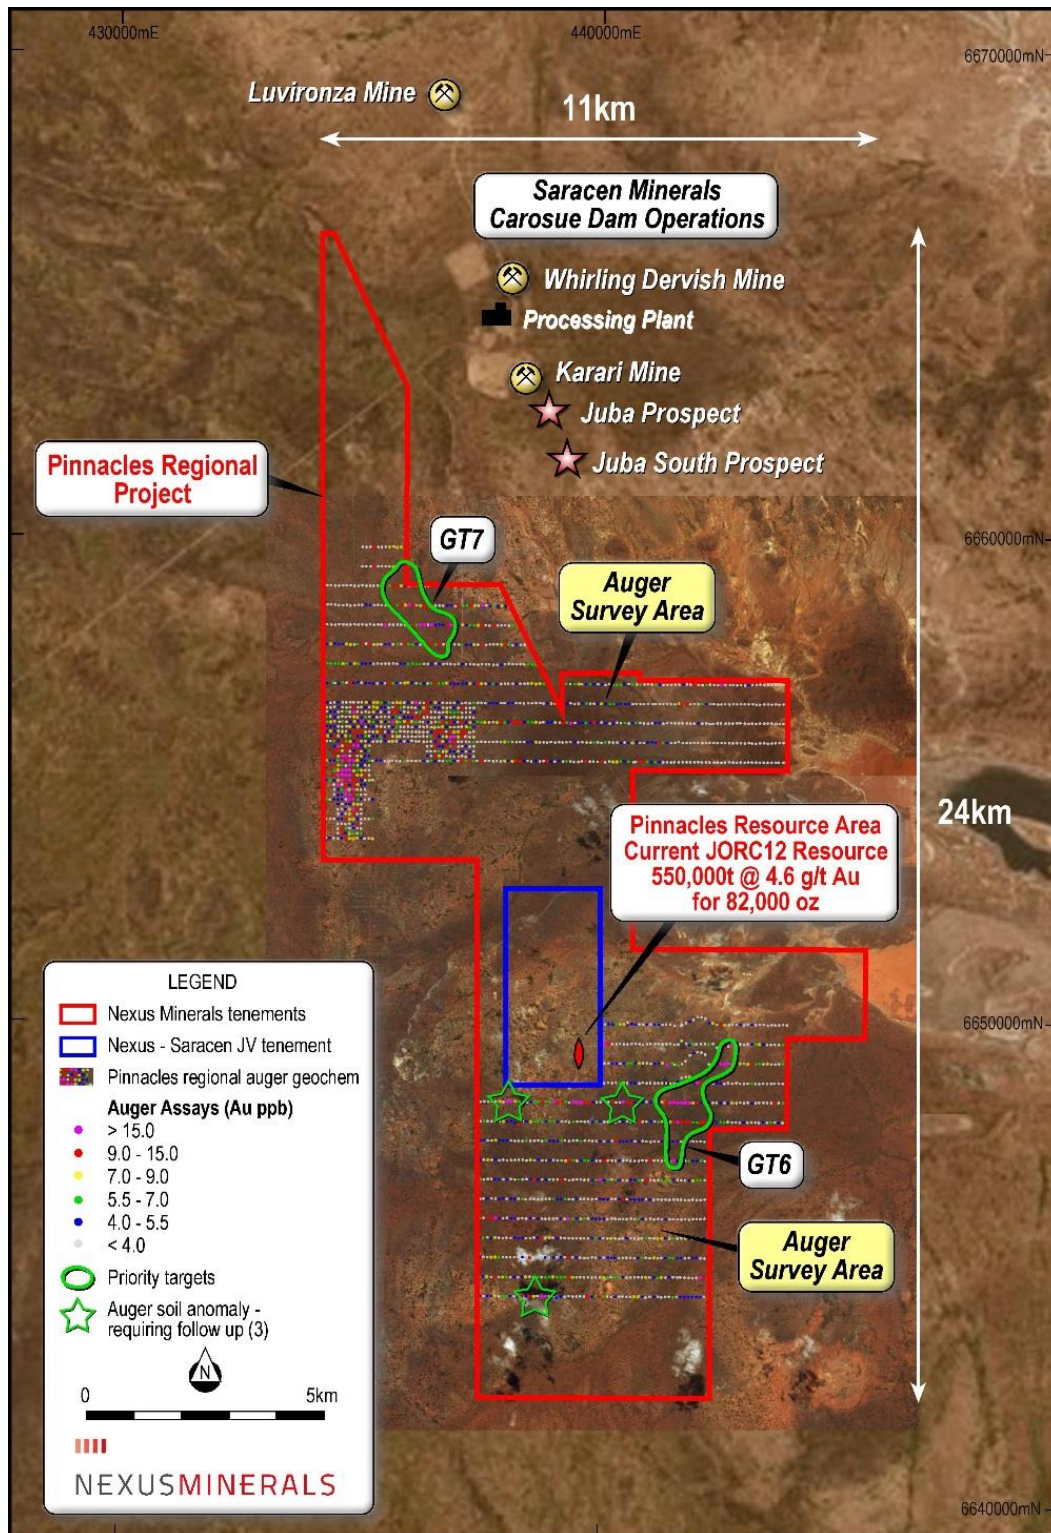 430000mE
440000mE
6670000mN
Luvironza Mine
11km
Saracen Minerals
Carosue Dam Operations
Whirling Dervish Mine
Processing Plant
Karari Mine
Juba Prospect
Juba South Prospect
Pinnacles Regional
Project
GT7
6660000mN
Auger
Survey Area
24km
Pinnacles Resource Area
Current JORC12 Resource
550,000t @ 4.6 g/t Au
for 82,000 oz
6650000mN
GT6
Auger
Survey Area
LEGEND
Nexus Minerals tenements
Nexus - Saracen JV tenement
Pinnacles regional auger geochem
Auger Assays (Au ppb)
> 15.0
9.0 - 15.0
7.0 - 9.0
5.5 - 7.0
4.0 - 5.5
< 4.0
Priority targets
Auger soil anomaly -
requiring follow up (3)
N
0
5km
NEXUSMINERALS
6640000mN